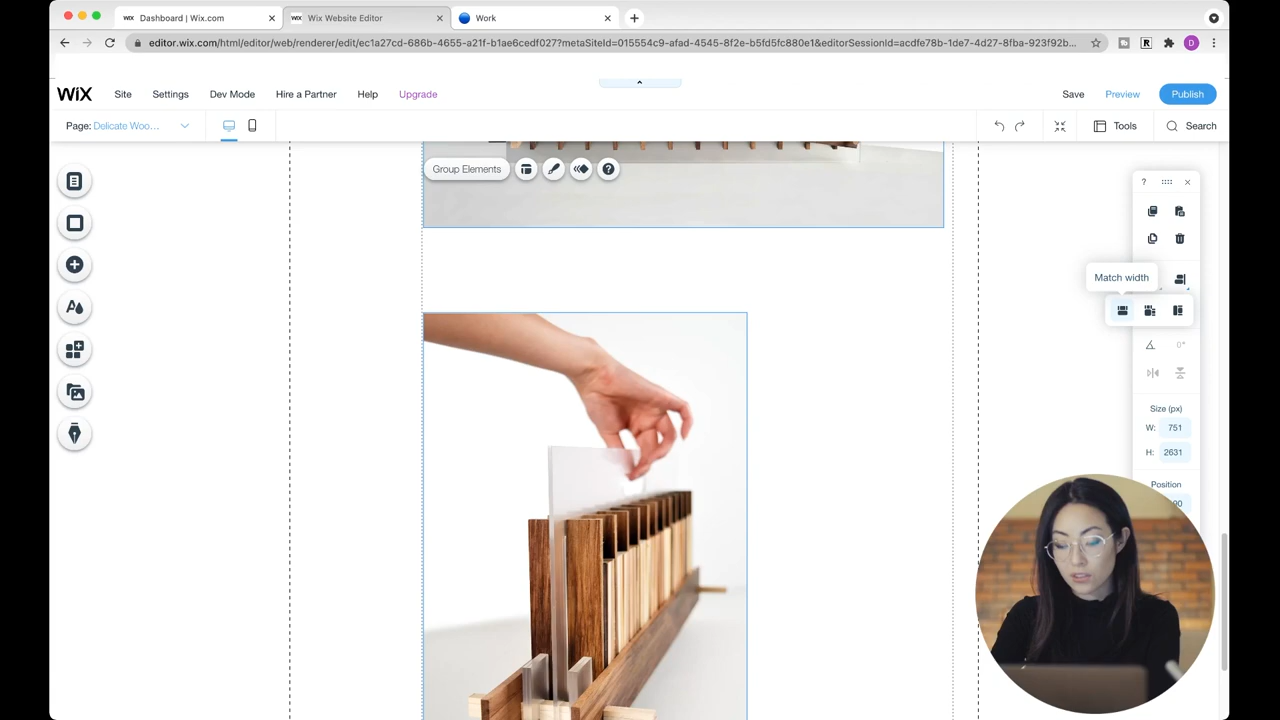 WiX Dashboard | Wix.com
WiX Wix Website Editor
Work
editor.wix.com/html/editor/web/renderer/edit/ec1a27cd-686b-4655-a21f-b1ae6cedf027?metaSiteId=015554c9-afad-4545-8f2e-b5fd5fc880e1&editorSessionId=acdfe78b-1de7-4d27-8fba-923f92b...
R
D
WiX Site Settings Dev Mode Hire a Partner Help Upgrade
Save Preview Publish
Page: Delicate Woo...
Tools Search
Group Elements ?
?
Match width
0°
Size (px)
W: 751
H: 2631
Position